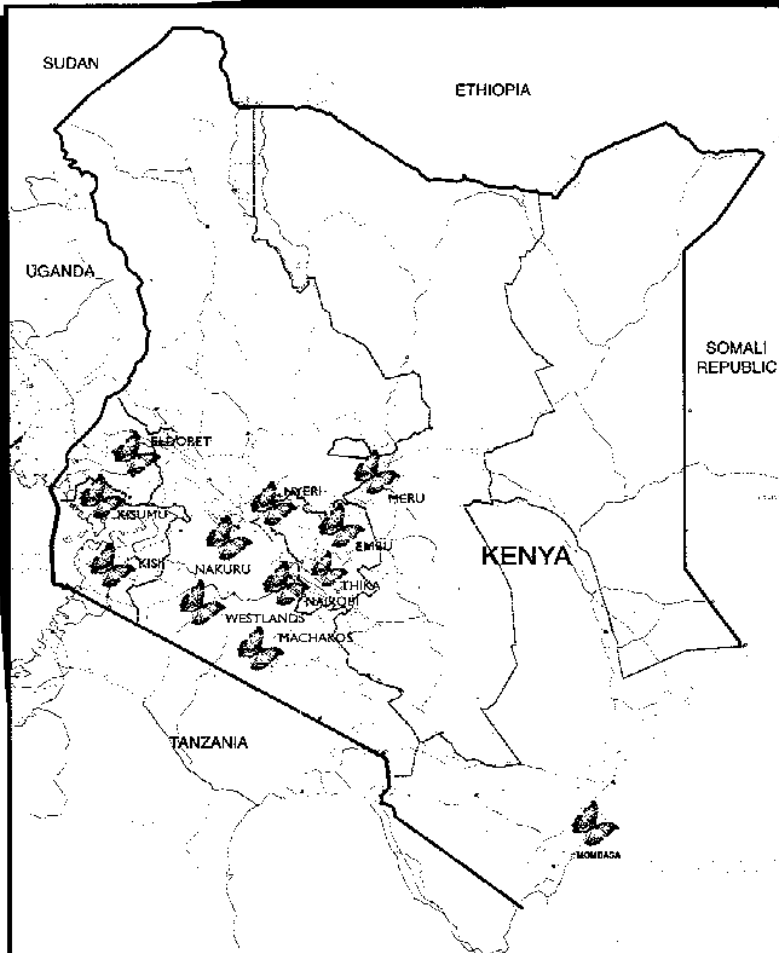 SUDAN
ETHIOPIA
UGANDA
SOMALI
REPUBLIC
ELDORET
NYERI
MERU
KISUMU
EMBU
KENYA
KISII
NAKURU
THIKA
NAIROBI
WESTLANDS
MACHAKOS
TANZANIA
MOMBASA